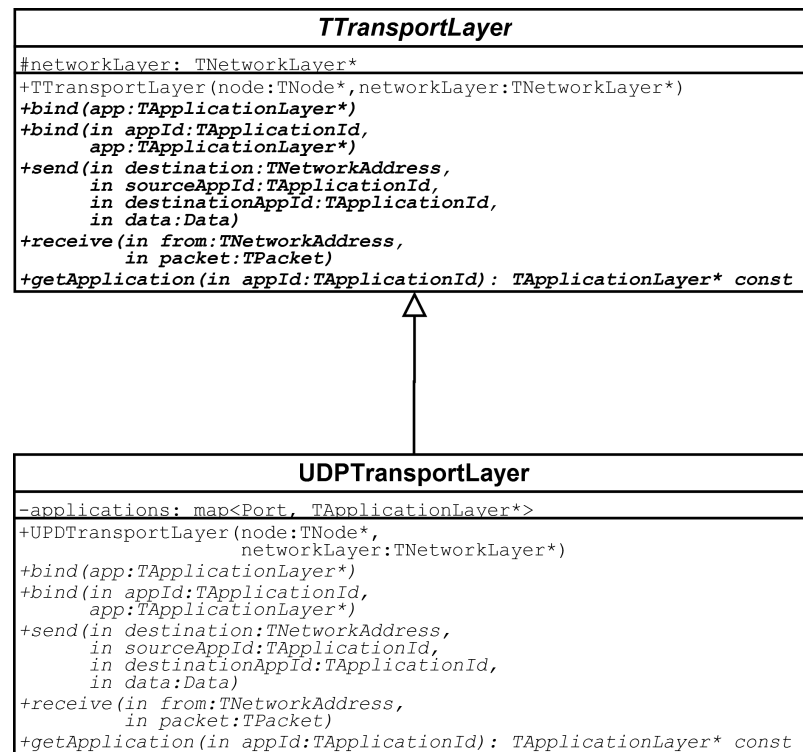 TTransportLayer
#networkLayer: TNetworkLayer*
+TTransportLayer(node:TNode*,networkLayer:TNetworkLayer*)
+bind(app:TApplicationLayer*)
+bind(in appId:TApplicationId,
app:TApplicationLayer*)
+send(in destination:TNetworkAddress,
in sourceAppId:TApplicationId,
in destinationAppId:TApplicationId,
in data:Data)
+receive(in from:TNetworkAddress,
in packet:TPacket)
+getApplication(in appId:TApplicationId): TApplicationLayer* const
UDPTransportLayer
-applications: map<Port, TApplicationLayer*>
+UPDTransportLayer(node:TNode*,
networkLayer:TNetworkLayer*)
+bind(app:TApplicationLayer*)
+bind(in appId:TApplicationId,
app:TApplicationLayer*)
+send(in destination:TNetworkAddress,
in sourceAppId:TApplicationId,
in destinationAppId:TApplicationId,
in data:Data)
+receive(in from:TNetworkAddress,
in packet:TPacket)
+getApplication(in appId:TApplicationId): TApplicationLayer* const